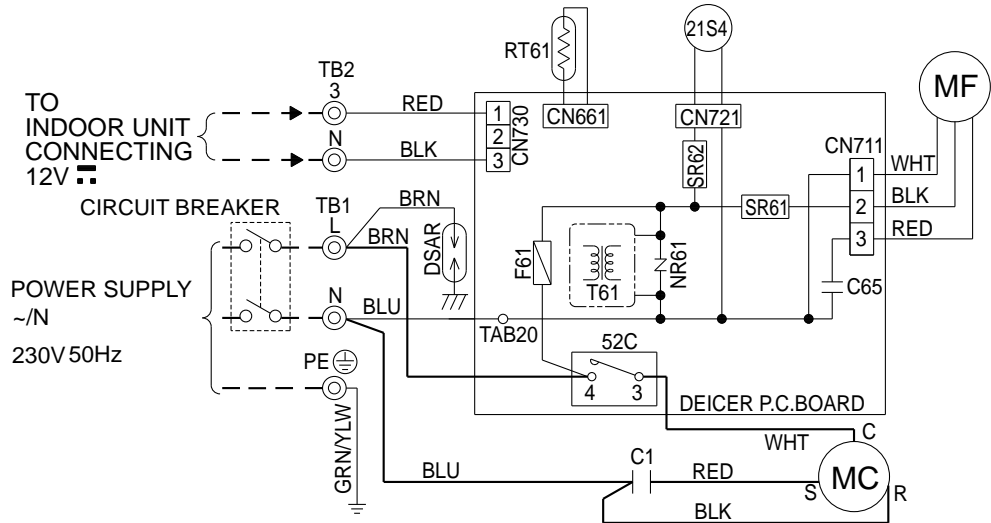 21S4
RT61
MF
TB2
3
TO
INDOOR UNIT
CONNECTING
12V
RED
1
2
3
CN730
CN661
CN721
CN711
N
BLK
SR62
1
WHT
2
BLK
3
RED
SR61
CIRCUIT BREAKER
TB1
L
BRN
BRN
DSAR
F61
T61
NR61
C65
POWER SUPPLY
~/N
230V 50Hz
N
BLU
TAB20
52C
4
3
PE
GRN/YLW
DEICER P.C.BOARD
WHT
C
BLU
C1
RED
S
MC
R
BLK